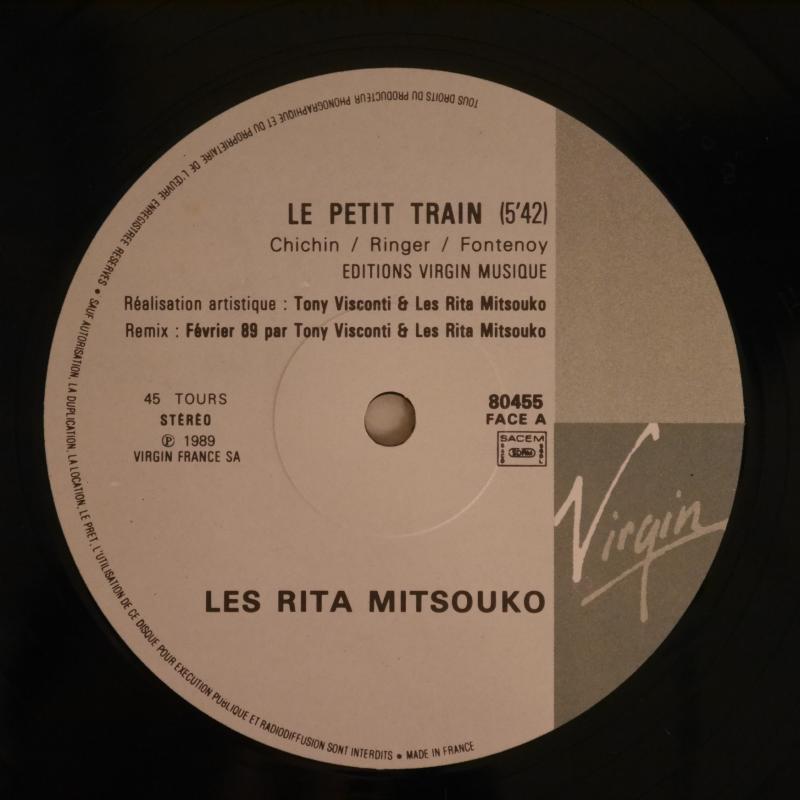 LE PETIT TRAIN (5'42)
Chichin / Ringer / Fontenoy
EDITIONS VIRGIN MUSIQUE
Réalisation artistique : Tony Visconti & Les Rita Mitsouko
Remix : Février 89 par Tony Visconti & Les Rita Mitsouko
45 TOURS
STÉRÉO
Ⓟ 1989
VIRGIN FRANCE SA
80455
FACE A
SACEM
SDRM
Virgin
LES RITA MITSOUKO
TOUS DROITS DU PRODUCTEUR PHONOGRAPHIQUE ET DU PROPRIETAIRE DE L'ŒUVRE ENREGISTREE RESERVES • SAUF AUTORISATION, LA DUPLICATION, LA LOCATION, LE PRET, L'UTILISATION DE CE DISQUE POUR EXECUTION PUBLIQUE ET RADIODIFFUSION SONT INTERDITS • MADE IN FRANCE